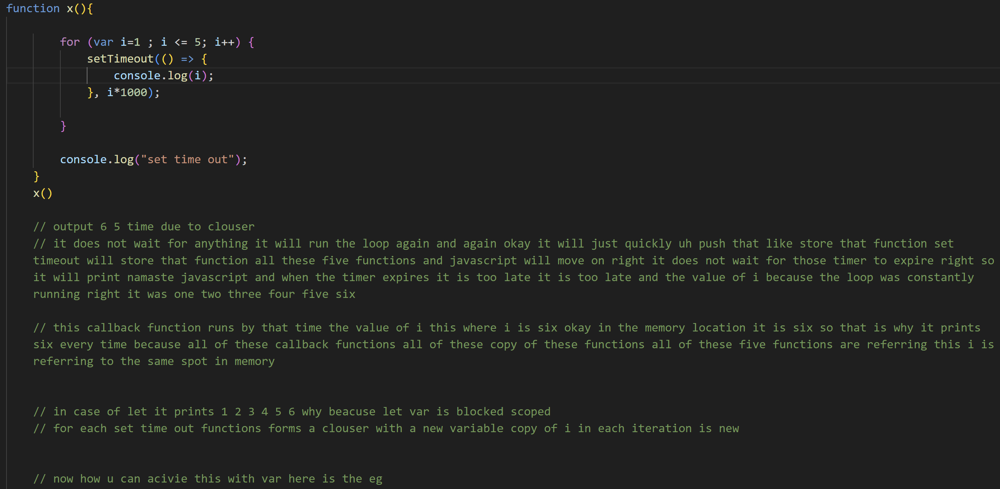 function x(){
for (var i=1 ; i <= 5; i++) {
setTimeout(() => {
console.log(i);
}, i*1000);
}
console.log("set time out");
}
x()
// output 6 5 time due to clouser
// it does not wait for anything it will run the loop again and again okay it will just quickly uh push that like store that function set
timeout will store that function all these five functions and javascript will move on right it does not wait for those timer to expire right so
it will print namaste javascript and when the timer expires it is too late it is too late and the value of i because the loop was constantly
running right it was one two three four five six
// this callback function runs by that time the value of i this where i is six okay in the memory location it is six so that is why it prints
six every time because all of these callback functions all of these copy of these functions all of these five functions are referring this i is
referring to the same spot in memory
// in case of let it prints 1 2 3 4 5 6 why beacuse let var is blocked scoped
// for each set time out functions forms a clouser with a new variable copy of i in each iteration is new
// now how u can acivie this with var here is the eg